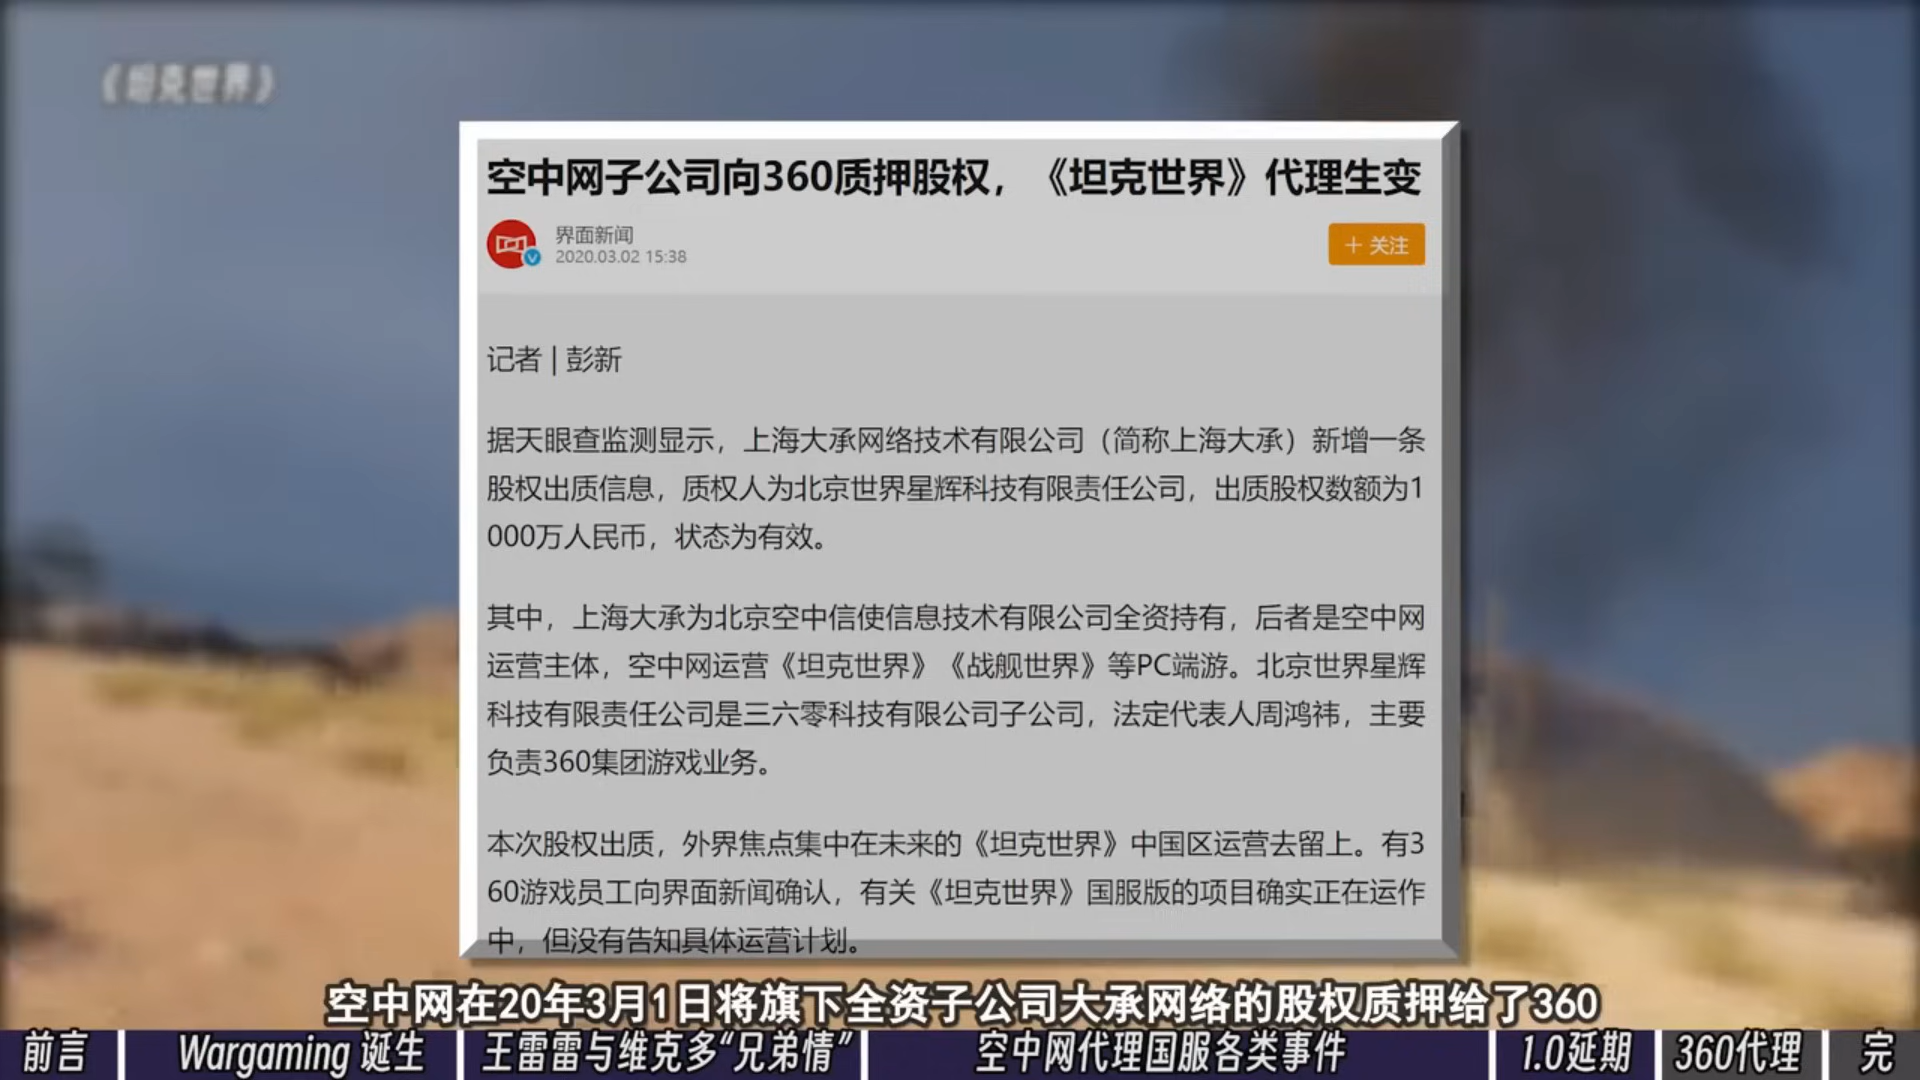 《坦克世界》
空中网子公司向360质押股权，《坦克世界》代理生变
界面新闻
2020.03.02 15:38
+ 关注
记者 | 彭新
据天眼查监测显示，上海大承网络技术有限公司（简称上海大承）新增一条
股权出质信息，质权人为北京世界星辉科技有限责任公司，出质股权数额为1
000万人民币，状态为有效。
其中，上海大承为北京空中信使信息技术有限公司全资持有，后者是空中网
运营主体，空中网运营《坦克世界》《战舰世界》等PC端游。北京世界星辉
科技有限责任公司是三六零科技有限公司子公司，法定代表人周鸿祎，主要
负责360集团游戏业务。
本次股权出质，外界焦点集中在未来的《坦克世界》中国区运营去留上。有3
60游戏员工向界面新闻确认，有关《坦克世界》国服版的项目确实正在运作
中，但没有告知具体运营计划。
空中网在20年3月1日将旗下全资子公司大承网络的股权质押给了360
前言
Wargaming 诞生
王雷雷与维克多“兄弟情”
空中网代理国服各类事件
1.0延期
360代理
完